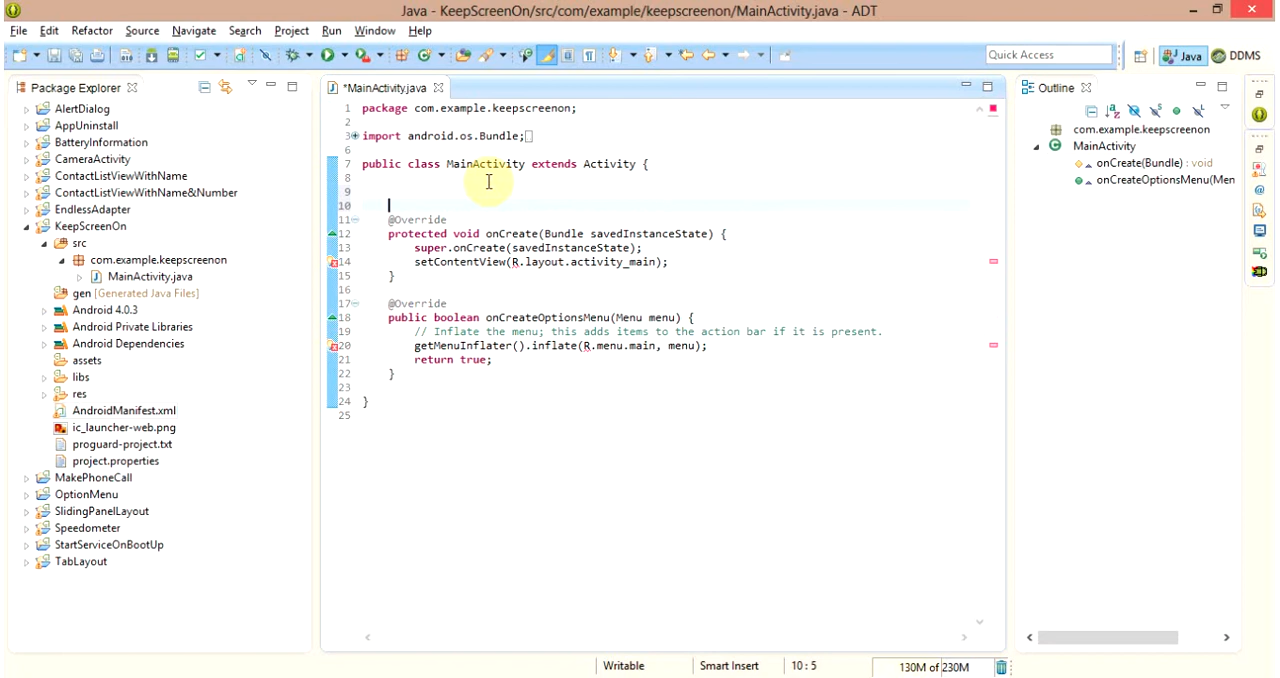 Java - KeepScreenOn/src/com/example/keepscreenon/MainActivity.java - ADT
File Edit Refactor Source Navigate Search Project Run Window Help
Quick Access
Java
DDMS
Package Explorer
AlertDialog
AppUninstall
BatteryInformation
CameraActivity
ContactListViewWithName
ContactListViewWithName&Number
EndlessAdapter
KeepScreenOn
src
com.example.keepscreenon
MainActivity.java
gen [Generated Java Files]
Android 4.0.3
Android Private Libraries
Android Dependencies
assets
libs
res
AndroidManifest.xml
ic_launcher-web.png
proguard-project.txt
project.properties
MakePhoneCall
OptionMenu
SlidingPanelLayout
Speedometer
StartServiceOnBootUp
TabLayout
*MainActivity.java
1 package com.example.keepscreenon;
2
3 import android.os.Bundle;
6
7 public class MainActivity extends Activity {
8
9
10
11 @Override
12 protected void onCreate(Bundle savedInstanceState) {
13 super.onCreate(savedInstanceState);
14 setContentView(R.layout.activity_main);
15 }
16
17 @Override
18 public boolean onCreateOptionsMenu(Menu menu) {
19 // Inflate the menu; this adds items to the action bar if it is present.
20 getMenuInflater().inflate(R.menu.main, menu);
21 return true;
22 }
23
24 }
25
Outline
com.example.keepscreenon
MainActivity
onCreate(Bundle) : void
onCreateOptionsMenu(Men
Writable
Smart Insert
10 : 5
130M of 230M